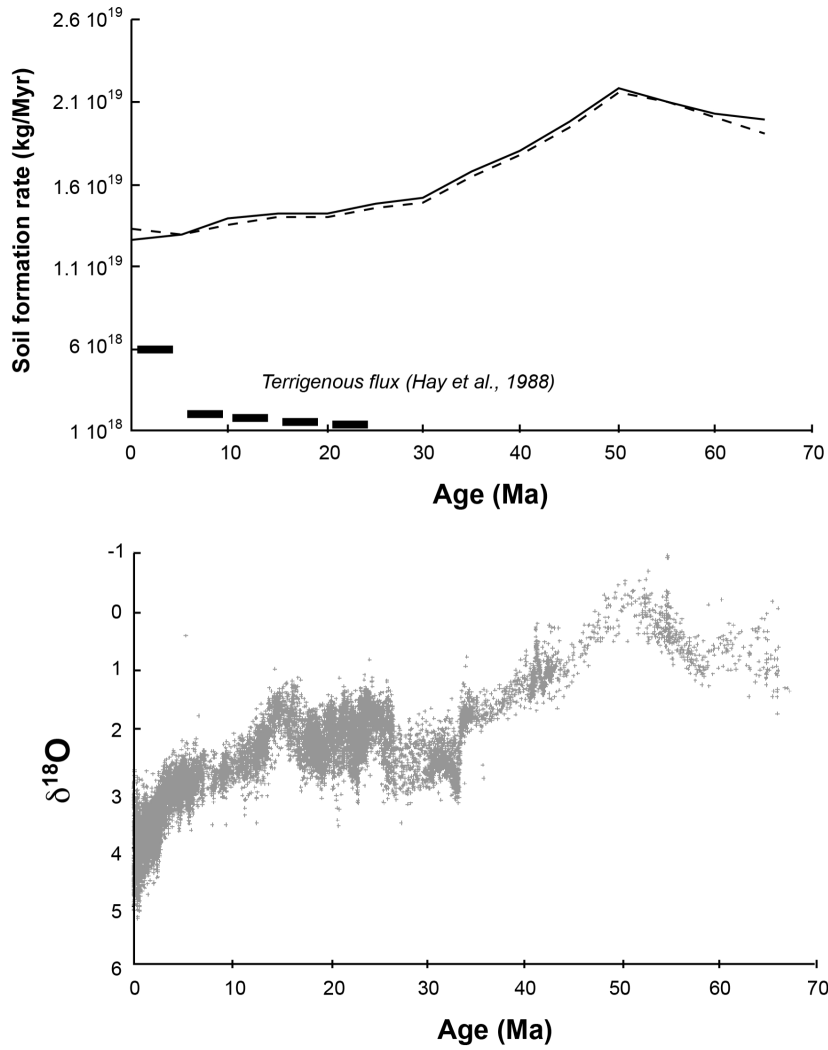 2.6 10¹⁹
2.1 10¹⁹
1.6 10¹⁹
1.1 10¹⁹
6 10¹⁸
1 10¹⁸
Soil formation rate (kg/Myr)
Terrigenous flux (Hay et al., 1988)
0 10 20 30 40 50 60 70
Age (Ma)
-1
0
1
2
3
4
5
6
δ¹⁸O
0 10 20 30 40 50 60 70
Age (Ma)